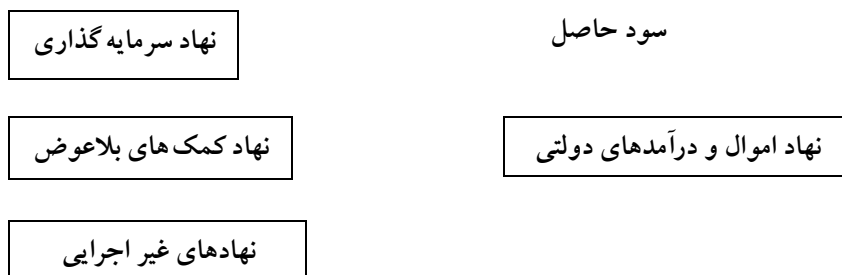 سود حاصل
نهاد سرمایه گذاری
نهاد اموال و درآمدهای دولتی
نهاد کمک های بلاعوض
نهادهای غیر اجرایی